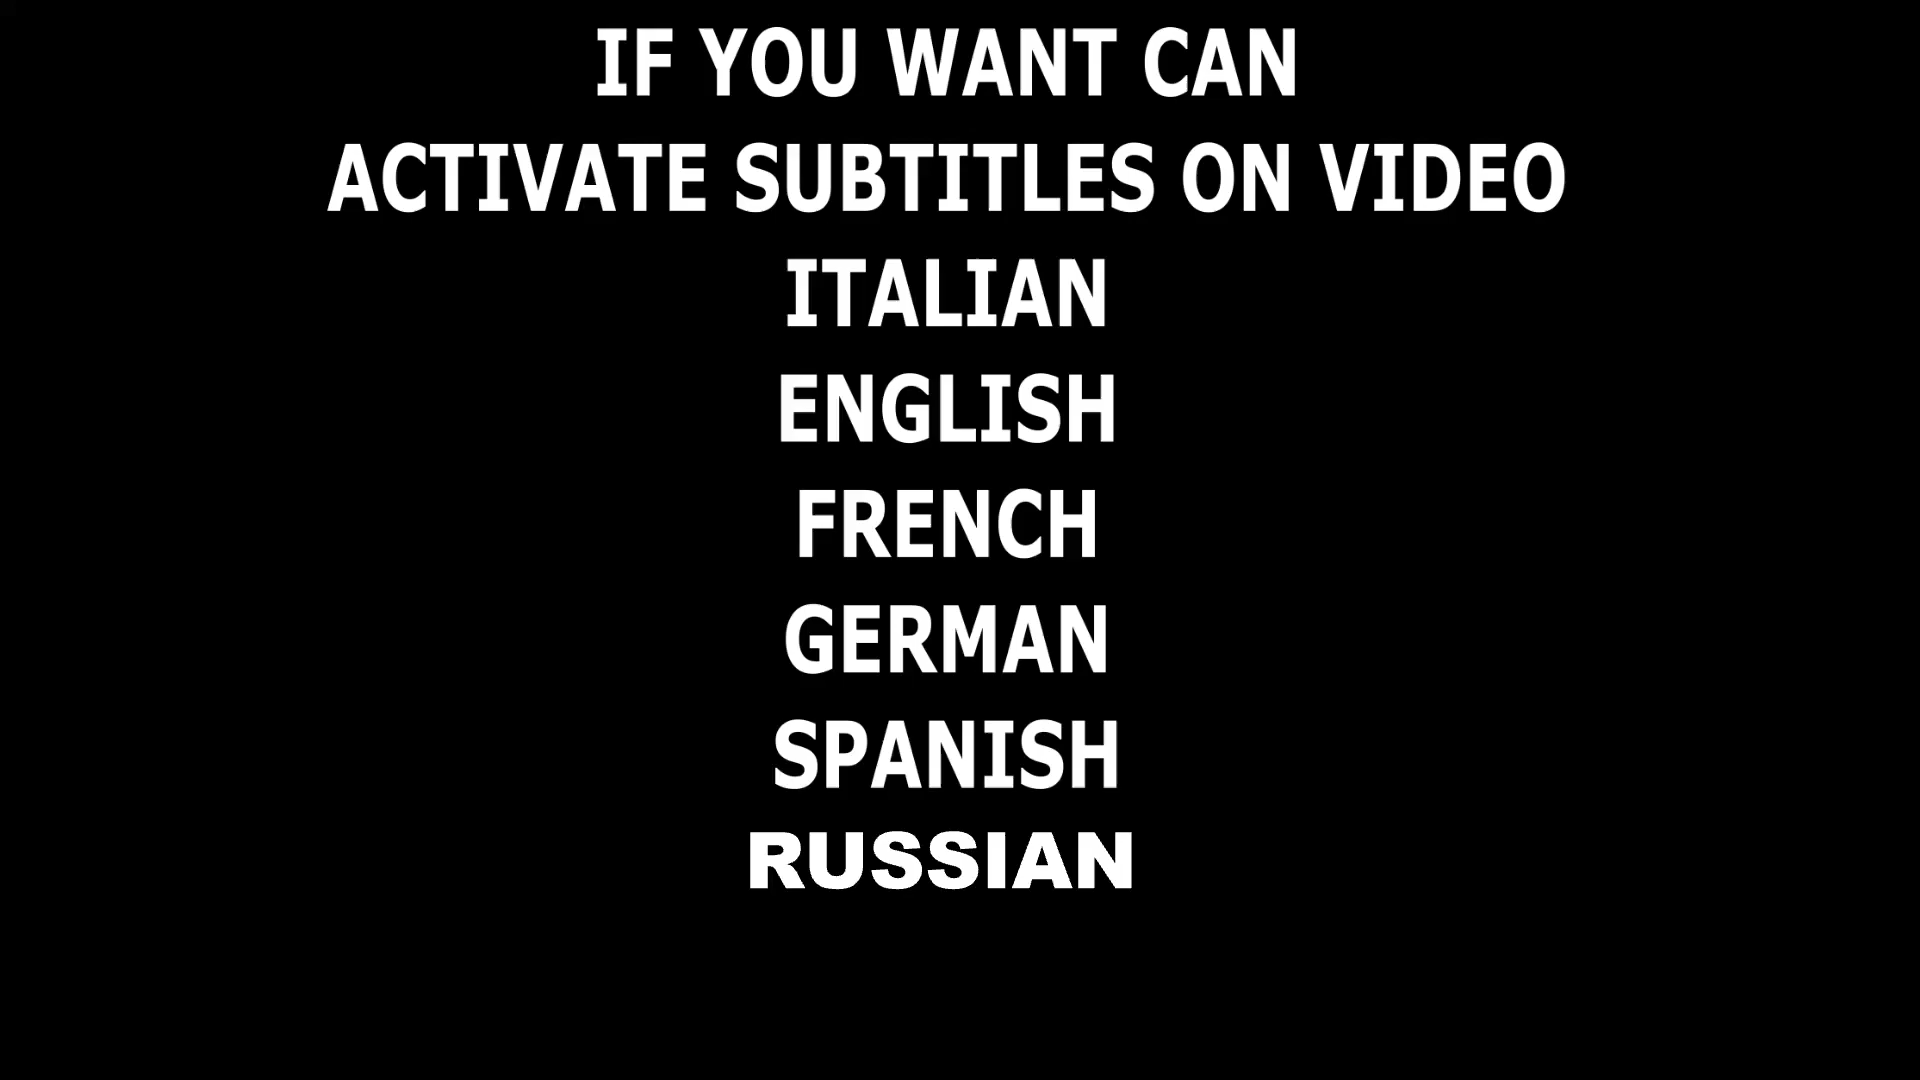 IF YOU WANT CAN
ACTIVATE SUBTITLES ON VIDEO
ITALIAN
ENGLISH
FRENCH
GERMAN
SPANISH
RUSSIAN